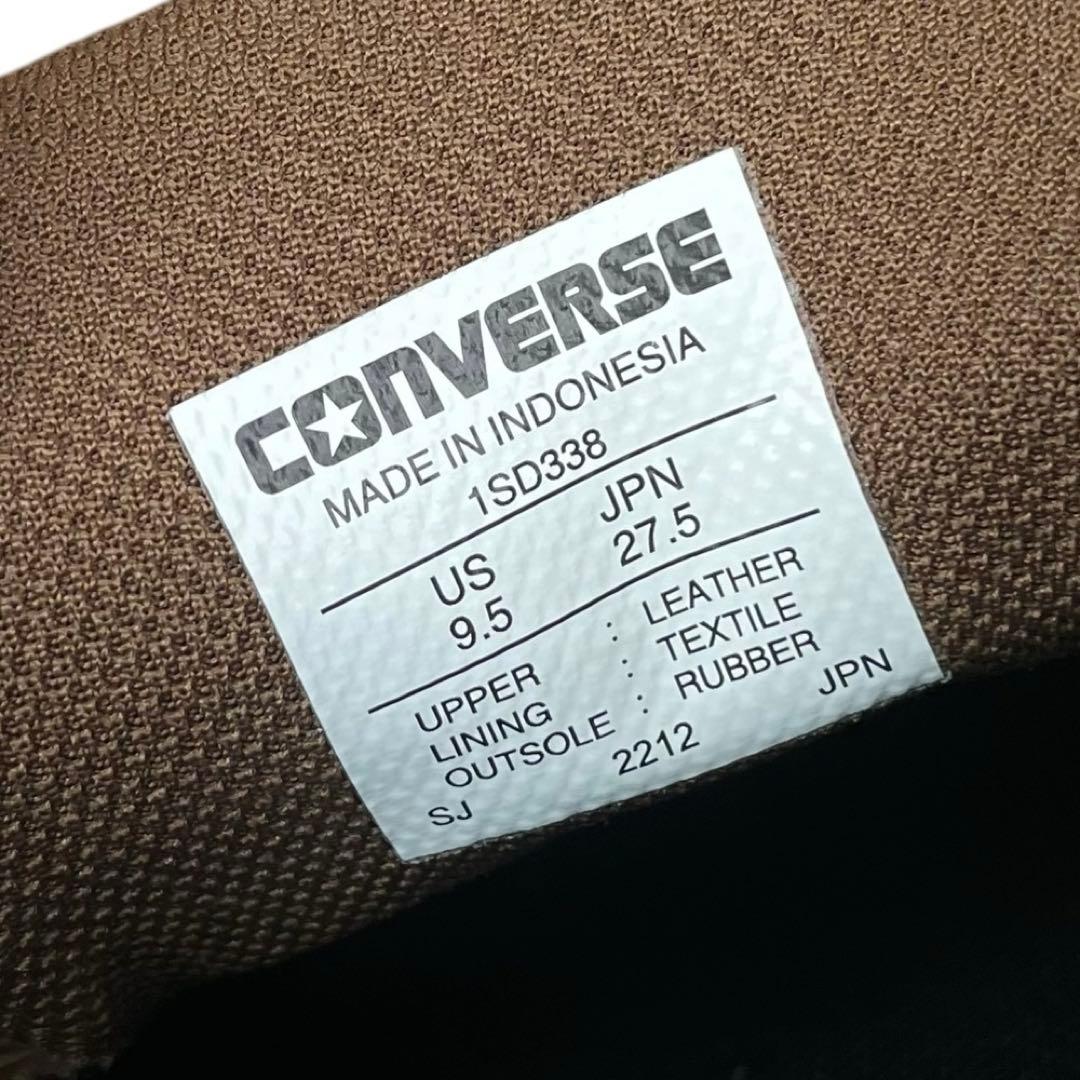 CONVERSE
MADE IN INDONESIA
1SD338
US JPN
9.5 27.5
UPPER : LEATHER
LINING : TEXTILE
OUTSOLE : RUBBER
SJ 2212 JPN